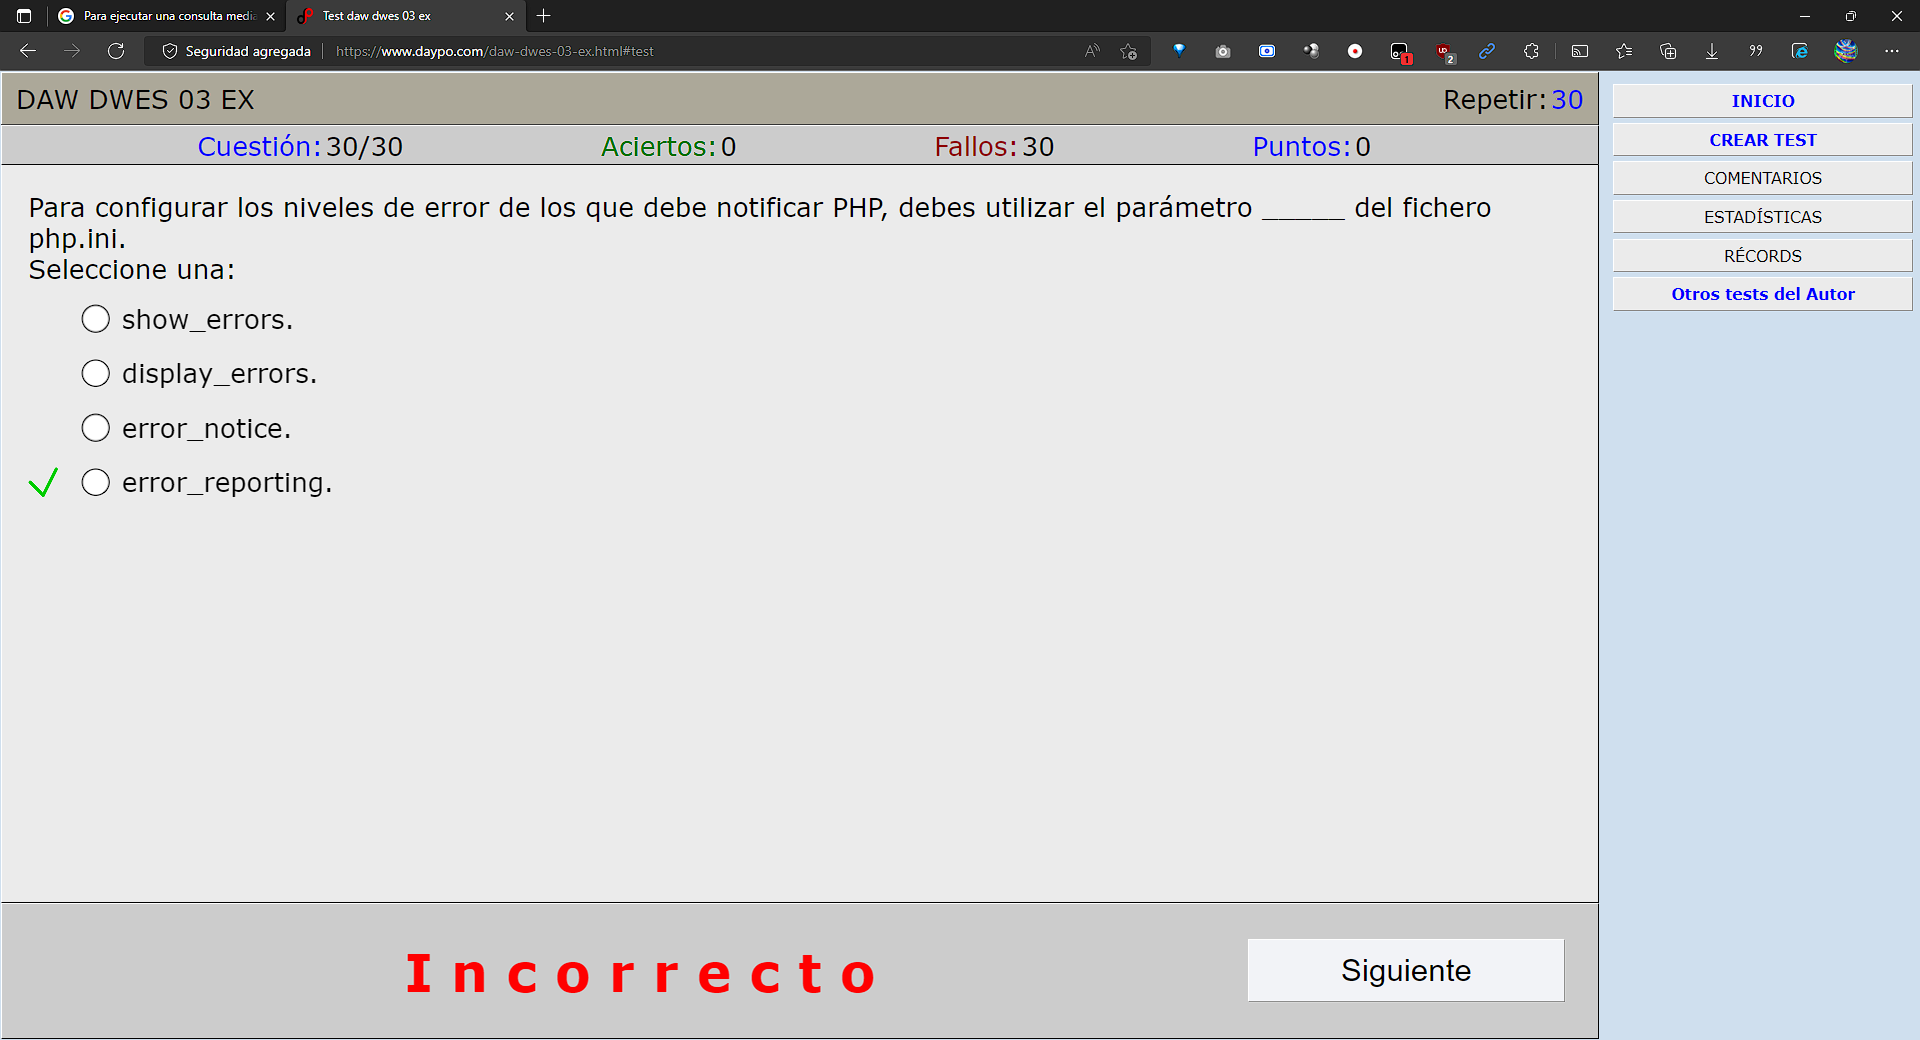 Para ejecutar una consulta media
Test daw dwes 03 ex
Seguridad agregada
https://www.daypo.com/daw-dwes-03-ex.html#test
1
2
DAW DWES 03 EX
Repetir: 30
Cuestión: 30/30
Aciertos: 0
Fallos: 30
Puntos: 0
Para configurar los niveles de error de los que debe notificar PHP, debes utilizar el parámetro ______ del fichero
php.ini.
Seleccione una:
show_errors.
display_errors.
error_notice.
error_reporting.
Incorrecto
Siguiente
INICIO
CREAR TEST
COMENTARIOS
ESTADÍSTICAS
RÉCORDS
Otros tests del Autor